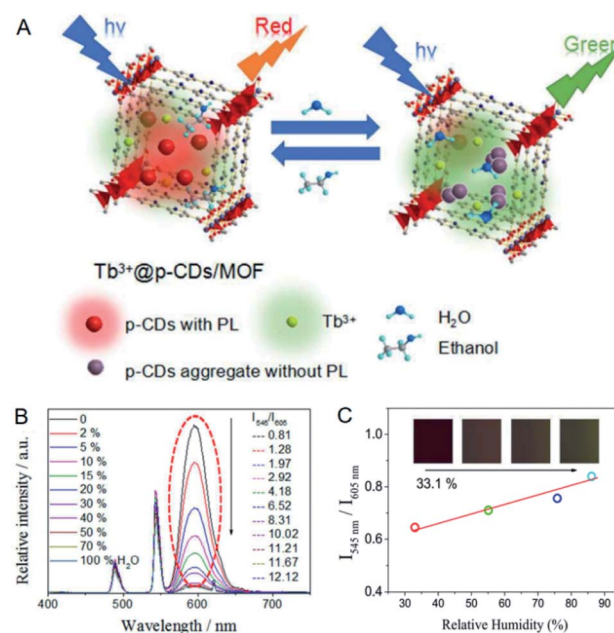 A
hν
Red
hν
Green
Tb³⁺@p-CDs/MOF
p-CDs with PL
Tb³⁺
H₂O
p-CDs aggregate without PL
Ethanol
B
Relative intensity / a.u.
0
2 %
5 %
10 %
15 %
20 %
30 %
40 %
50 %
70 %
100 % H₂O
I₅₄₅/I₆₀₅
0.81
1.28
1.97
2.92
4.18
6.52
8.31
10.02
11.21
11.67
12.12
400 500 600 700
Wavelength / nm
C
I₅₄₅ ₙₘ / I₆₀₅ ₙₘ
1.0
0.8
0.6
0.4
33.1 %
30 40 50 60 70 80 90
Relative Humidity (%)